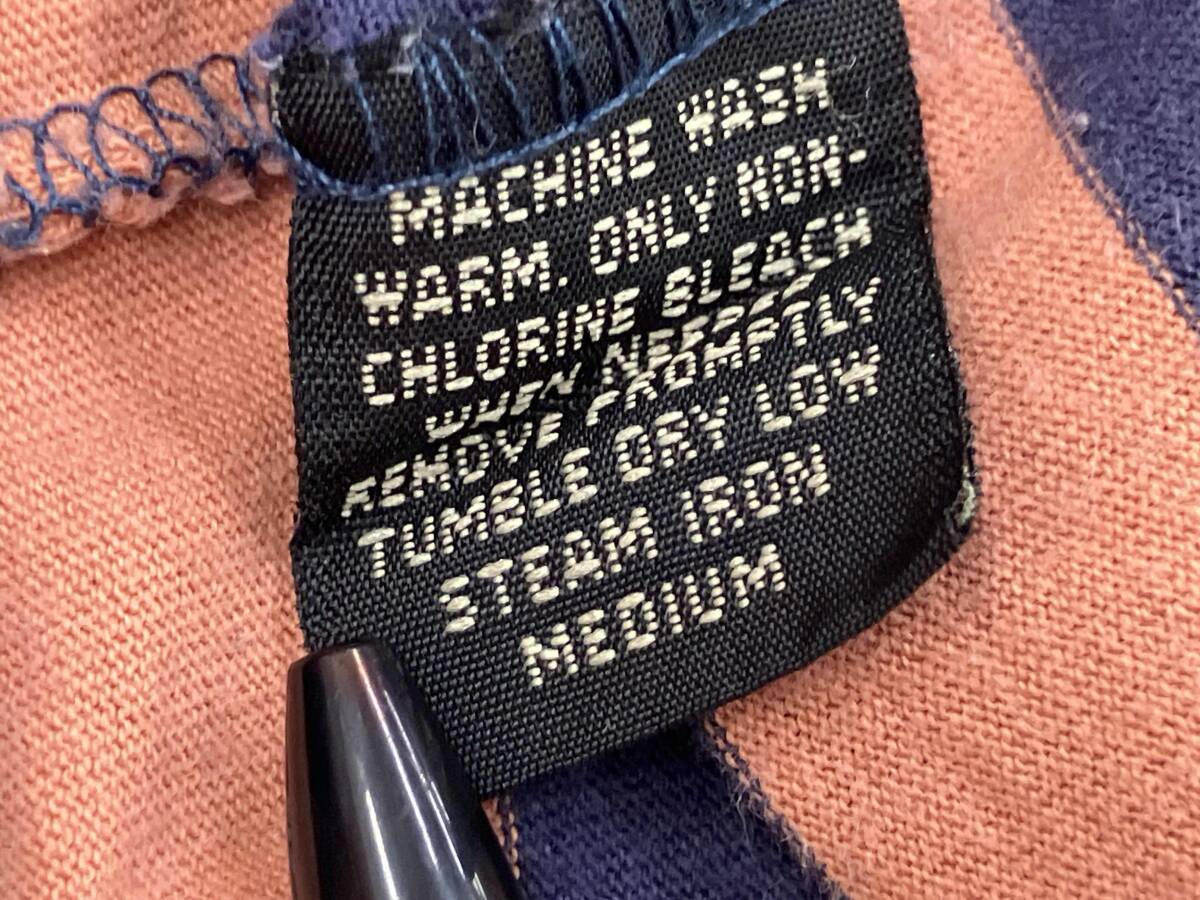 MACHINE WASH
WARM. ONLY NON-
CHLORINE BLEACH
WHEN NEEDED
REMOVE PROMPTLY
TUMBLE DRY LOW
STEAM IRON
MEDIUM